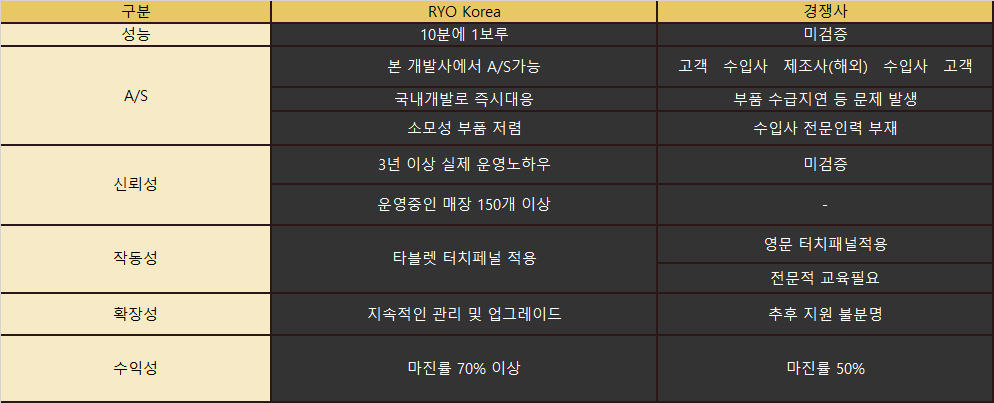 구분 RYO Korea 경쟁사
성능 10분에 1보루 미검증
A/S
본 개발사에서 A/S가능 고객 수입사 제조사(해외) 수입사 고객
국내개발로 즉시대응 부품 수급지연 등 문제 발생
소모성 부품 저렴 수입사 전문인력 부재
신뢰성
3년 이상 실제 운영노하우 미검증
운영중인 매장 150개 이상 -
작동성 타블렛 터치페널 적용
영문 터치패널적용
전문적 교육필요
확장성 지속적인 관리 및 업그레이드 추후 지원 불분명
수익성 마진률 70% 이상 마진률 50%